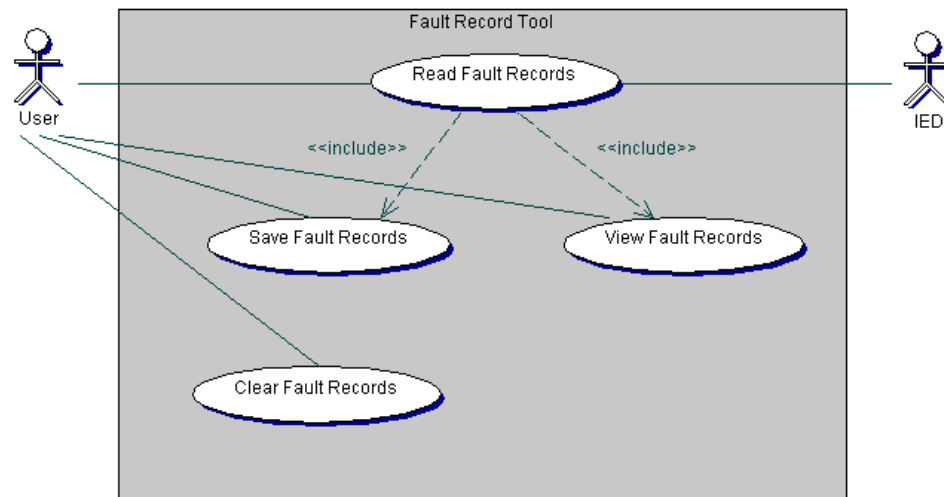 Fault Record Tool
Read Fault Records
User
IED
<<include>>
<<include>>
Save Fault Records
View Fault Records
Clear Fault Records